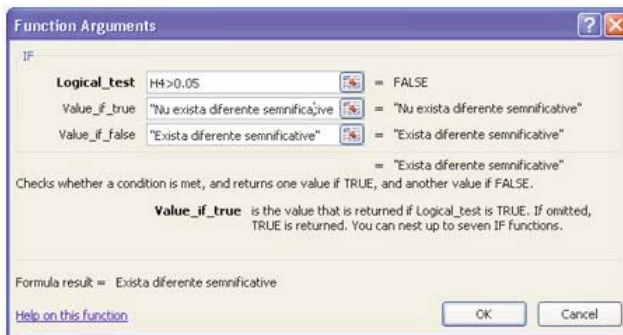 Function Arguments
IF
Logical_test H4>0.05 = FALSE
Value_if_true "Nu exista diferente semnificative = "Nu exista diferente semnificative"
Value_if_false "Exista diferente semnificative" = "Exista diferente semnificative"
= "Exista diferente semnificative"
Checks whether a condition is met, and returns one value if TRUE, and another value if FALSE.
Value_if_true is the value that is returned if Logical_test is TRUE. If omitted,
TRUE is returned. You can nest up to seven IF functions.
Formula result = Exista diferente semnificative
Help on this function OK Cancel